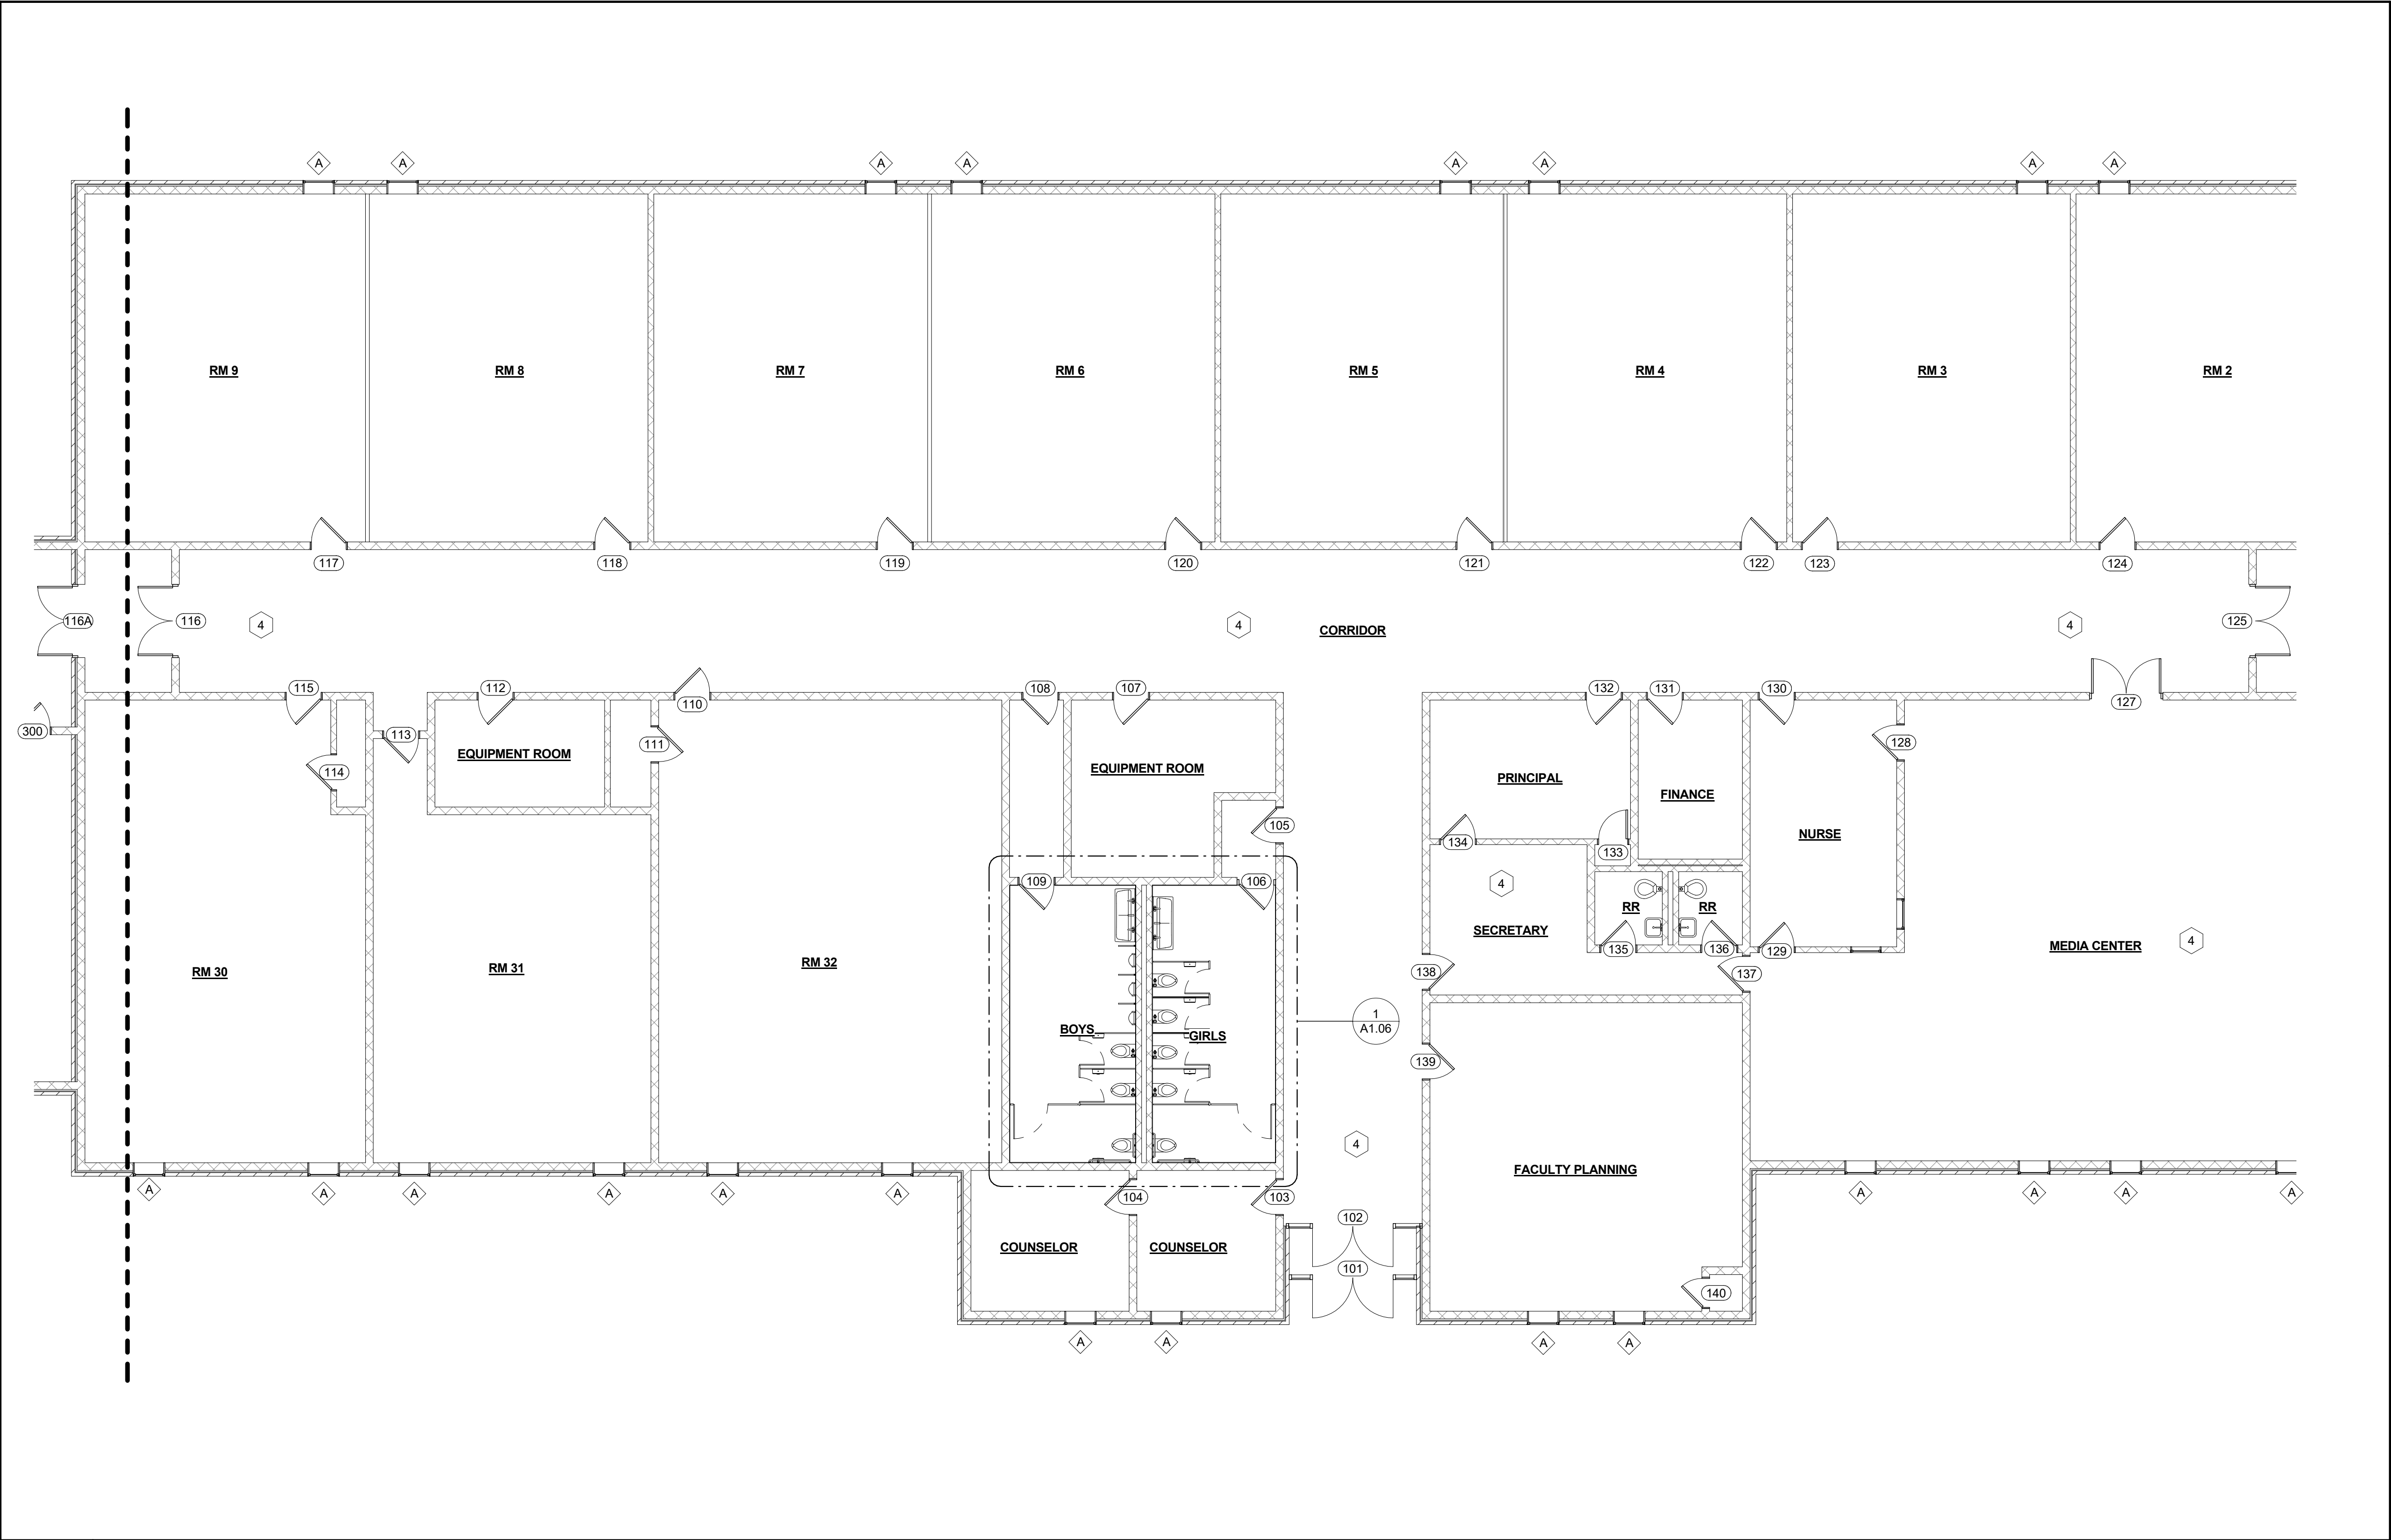 A
A
A
A
A
A
A
A
RM 9
RM 8
RM 7
RM 6
RM 5
RM 4
RM 3
RM 2
117
118
119
120
121
122
123
124
116A
116
4
4
CORRIDOR
4
125
115
112
110
108
107
132
131
130
127
300
113
111
128
114
EQUIPMENT ROOM
EQUIPMENT ROOM
PRINCIPAL
FINANCE
105
NURSE
134
133
109
106
4
RR
RR
SECRETARY
135
136
129
MEDIA CENTER
4
RM 30
RM 31
RM 32
138
137
1
A1.06
BOYS
GIRLS
139
4
FACULTY PLANNING
A
A
A
A
A
A
104
103
A
A
A
A
102
COUNSELOR
COUNSELOR
101
140
A
A
A
A